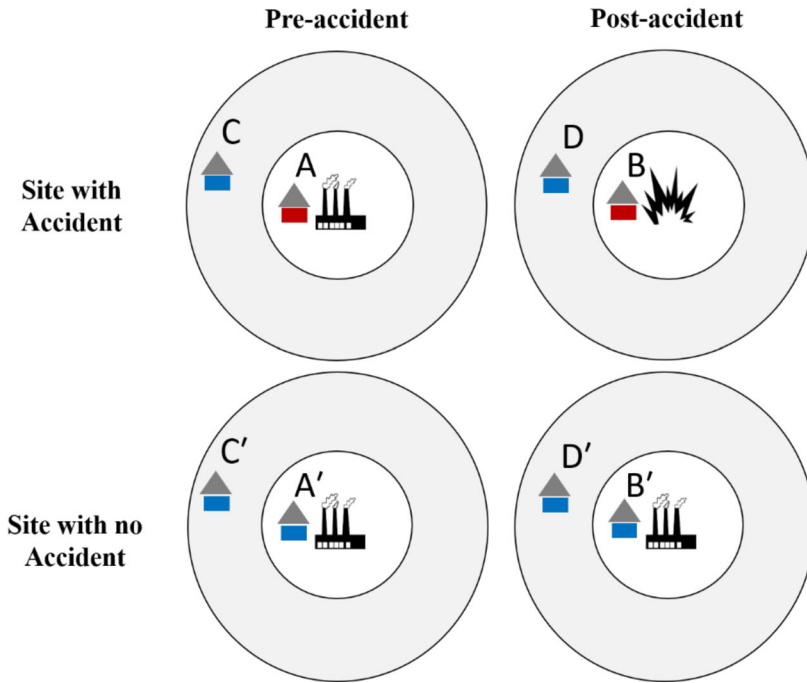 Pre-accident
Post-accident
C
A
D
B
Site with
Accident
C′
A′
D′
B′
Site with no
Accident